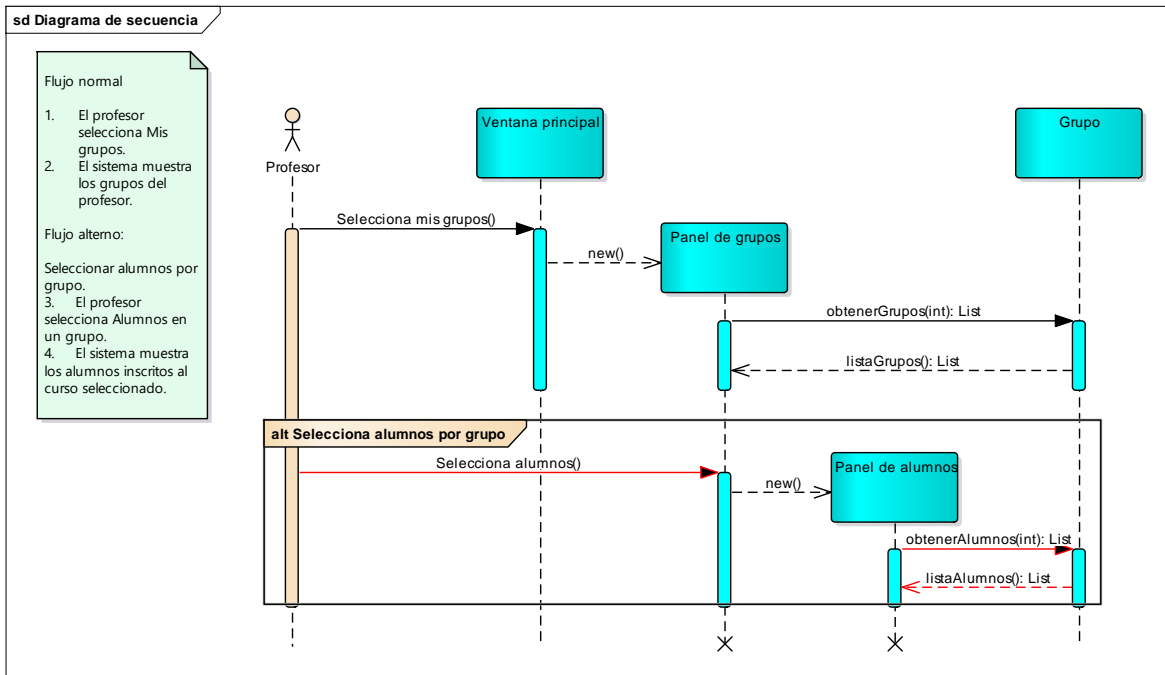 sd Diagrama de secuencia
Flujo normal
1. El profesor
selecciona Mis
grupos.
2. El sistema muestra
los grupos del
profesor.
Flujo alterno:
Seleccionar alumnos por
grupo.
3. El profesor
selecciona Alumnos en
un grupo.
4. El sistema muestra
los alumnos inscritos al
curso seleccionado.
Profesor
Ventana principal
Grupo
Selecciona mis grupos()
Panel de grupos
new()
obtenerGrupos(int): List
listaGrupos(): List
alt Selecciona alumnos por grupo
Selecciona alumnos()
Panel de alumnos
new()
obtenerAlumnos(int): List
listaAlumnos(): List